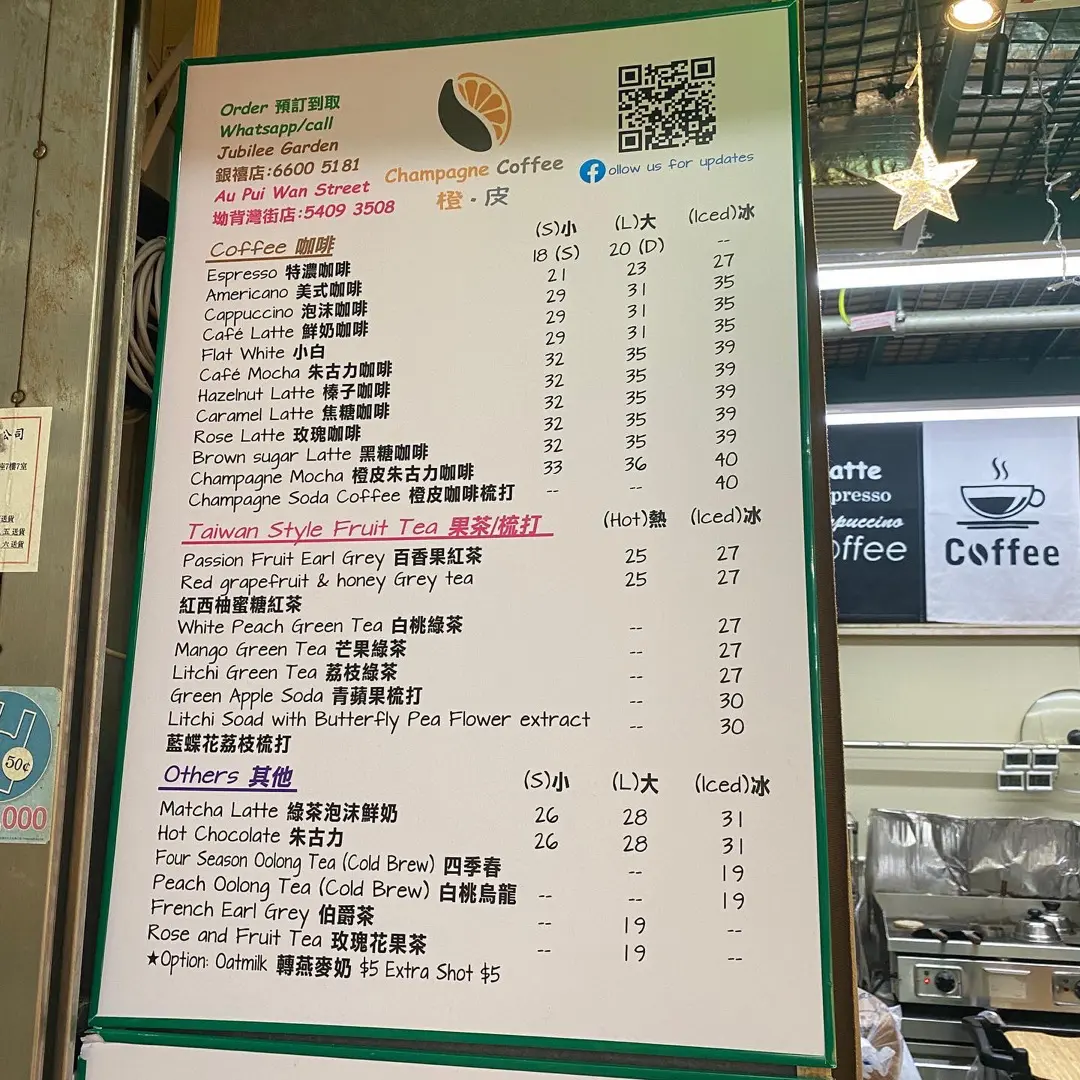 Order 預訂到取
Whatsapp/call
Jubilee Garden
銀禧店:6600 5181
Au Pui Wan Street
坳背灣街店:5409 3508
Champagne Coffee
橙·皮
ollow us for updates
Coffee 咖啡 (S)小 (L)大 (Iced)冰
Espresso 特濃咖啡 18 (S) 20 (D) --
Americano 美式咖啡 21 23 27
Cappuccino 泡沫咖啡 29 31 35
Café Latte 鮮奶咖啡 29 31 35
Flat White 小白 29 31 35
Café Mocha 朱古力咖啡 32 35 39
Hazelnut Latte 榛子咖啡 32 35 39
Caramel Latte 焦糖咖啡 32 35 39
Rose Latte 玫瑰咖啡 32 35 39
Brown sugar Latte 黑糖咖啡 32 35 39
Champagne Mocha 橙皮朱古力咖啡 33 36 40
Champagne Soda Coffee 橙皮咖啡梳打 -- -- 40
Taiwan Style Fruit Tea 果茶/梳打 (Hot)熱 (Iced)冰
Passion Fruit Earl Grey 百香果紅茶 25 27
Red grapefruit & honey Grey tea 25 27
紅西柚蜜糖紅茶
White Peach Green Tea 白桃綠茶 -- 27
Mango Green Tea 芒果綠茶 -- 27
Litchi Green Tea 荔枝綠茶 -- 27
Green Apple Soda 青蘋果梳打 -- 30
Litchi Soad with Butterfly Pea Flower extract -- 30
藍蝶花荔枝梳打
Others 其他 (S)小 (L)大 (Iced)冰
Matcha Latte 綠茶泡沫鮮奶 26 28 31
Hot Chocolate 朱古力 26 28 31
Four Season Oolong Tea (Cold Brew) 四季春 -- 19
Peach Oolong Tea (Cold Brew) 白桃烏龍 -- -- 19
French Earl Grey 伯爵茶 -- 19 --
Rose and Fruit Tea 玫瑰花果茶 -- 19 --
★Option: Oatmilk 轉燕麥奶 $5 Extra Shot $5
atte
presso
ppuccino
offee
Coffee
公司
送貨
五 送貨
六 送貨
50¢
000